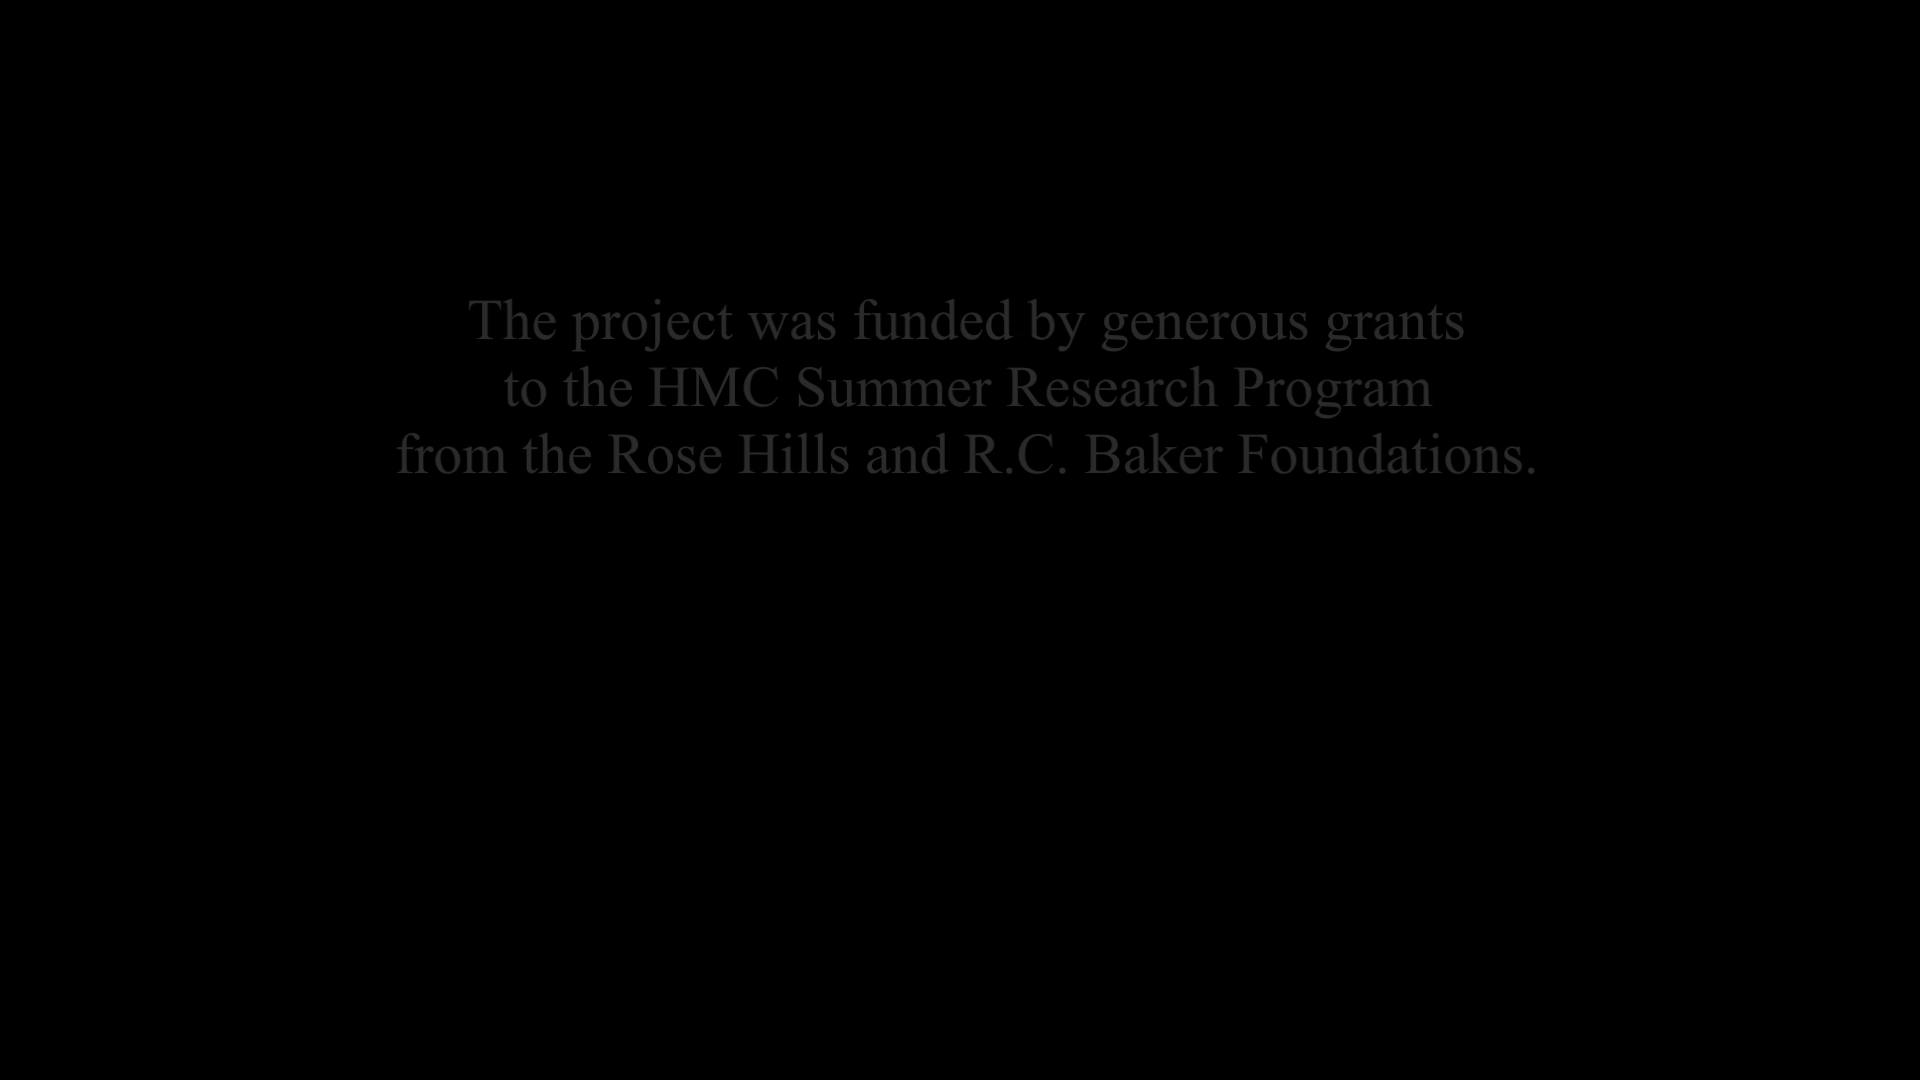 The project was funded by generous grants
to the HMC Summer Research Program
from the Rose Hills and R.C. Baker Foundations.